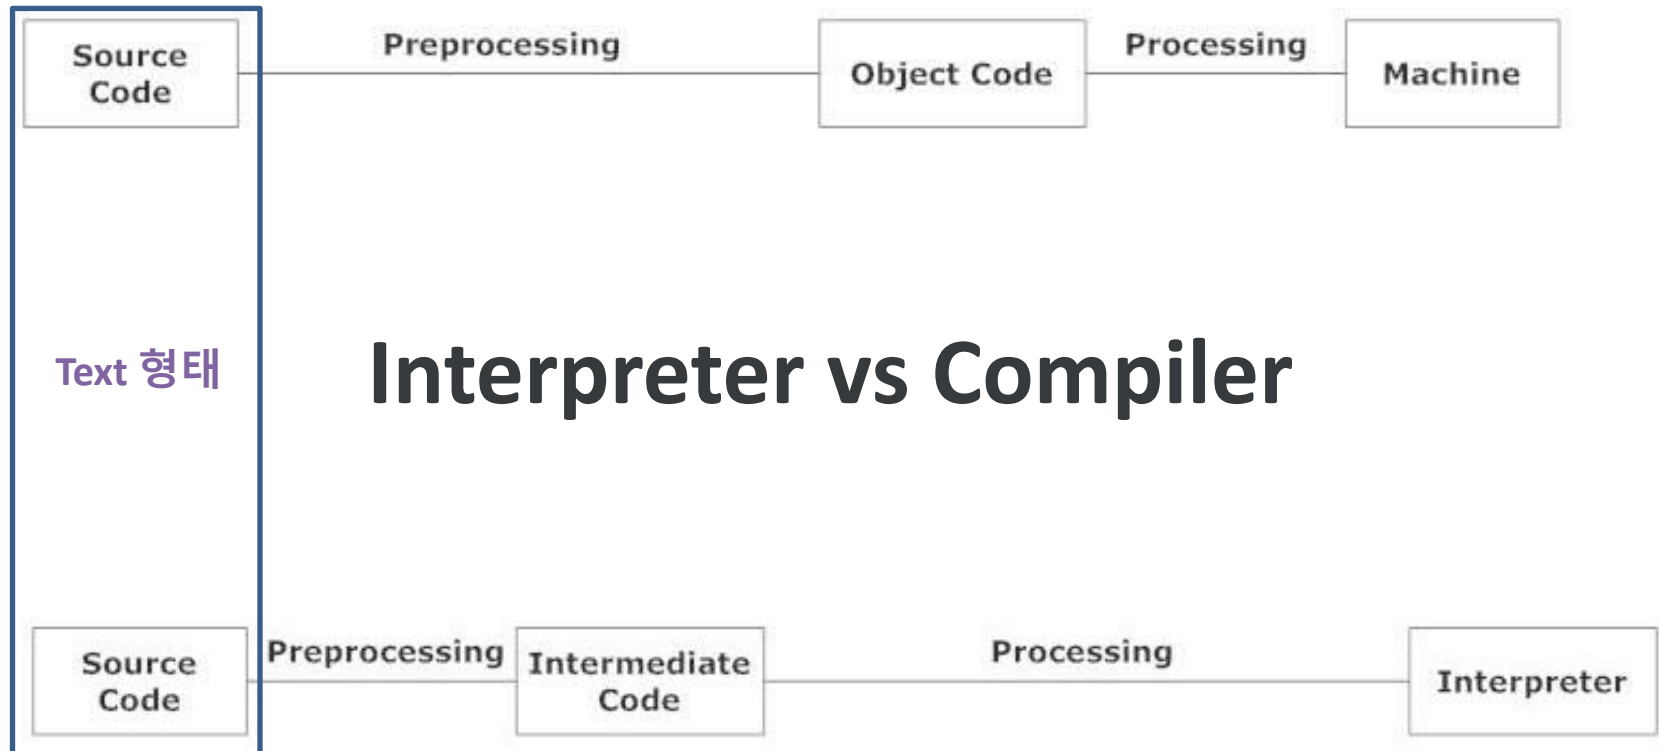 Source
Code
Preprocessing
Object Code
Processing
Machine
Text 형태
Interpreter vs Compiler
Source
Code
Preprocessing
Intermediate
Code
Processing
Interpreter